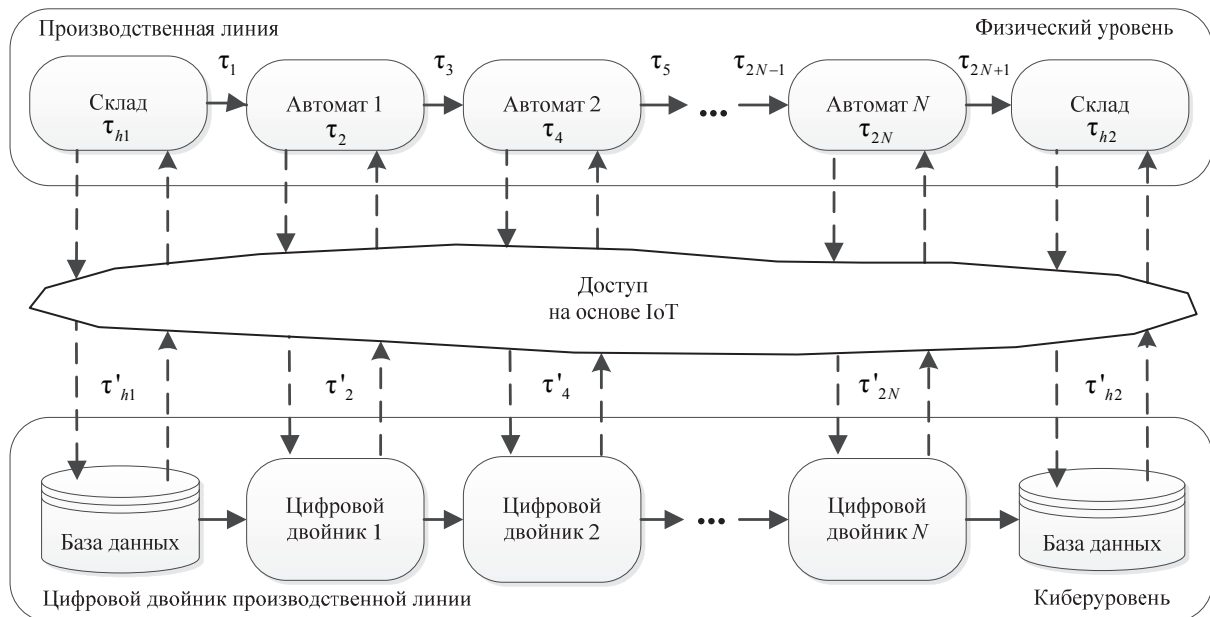 Производственная линия
Физический уровень
τ₁
τ₃
τ₅
τ₂N₋₁
τ₂N₊₁
Склад
τh1
Автомат 1
τ₂
Автомат 2
τ₄
...
Автомат N
τ₂N
Склад
τh2
Доступ
на основе IoT
τ'h1
τ'₂
τ'₄
τ'₂N
τ'h2
База данных
Цифровой
двойник 1
Цифровой
двойник 2
...
Цифровой
двойник N
База данных
Цифровой двойник производственной линии
Киберуровень